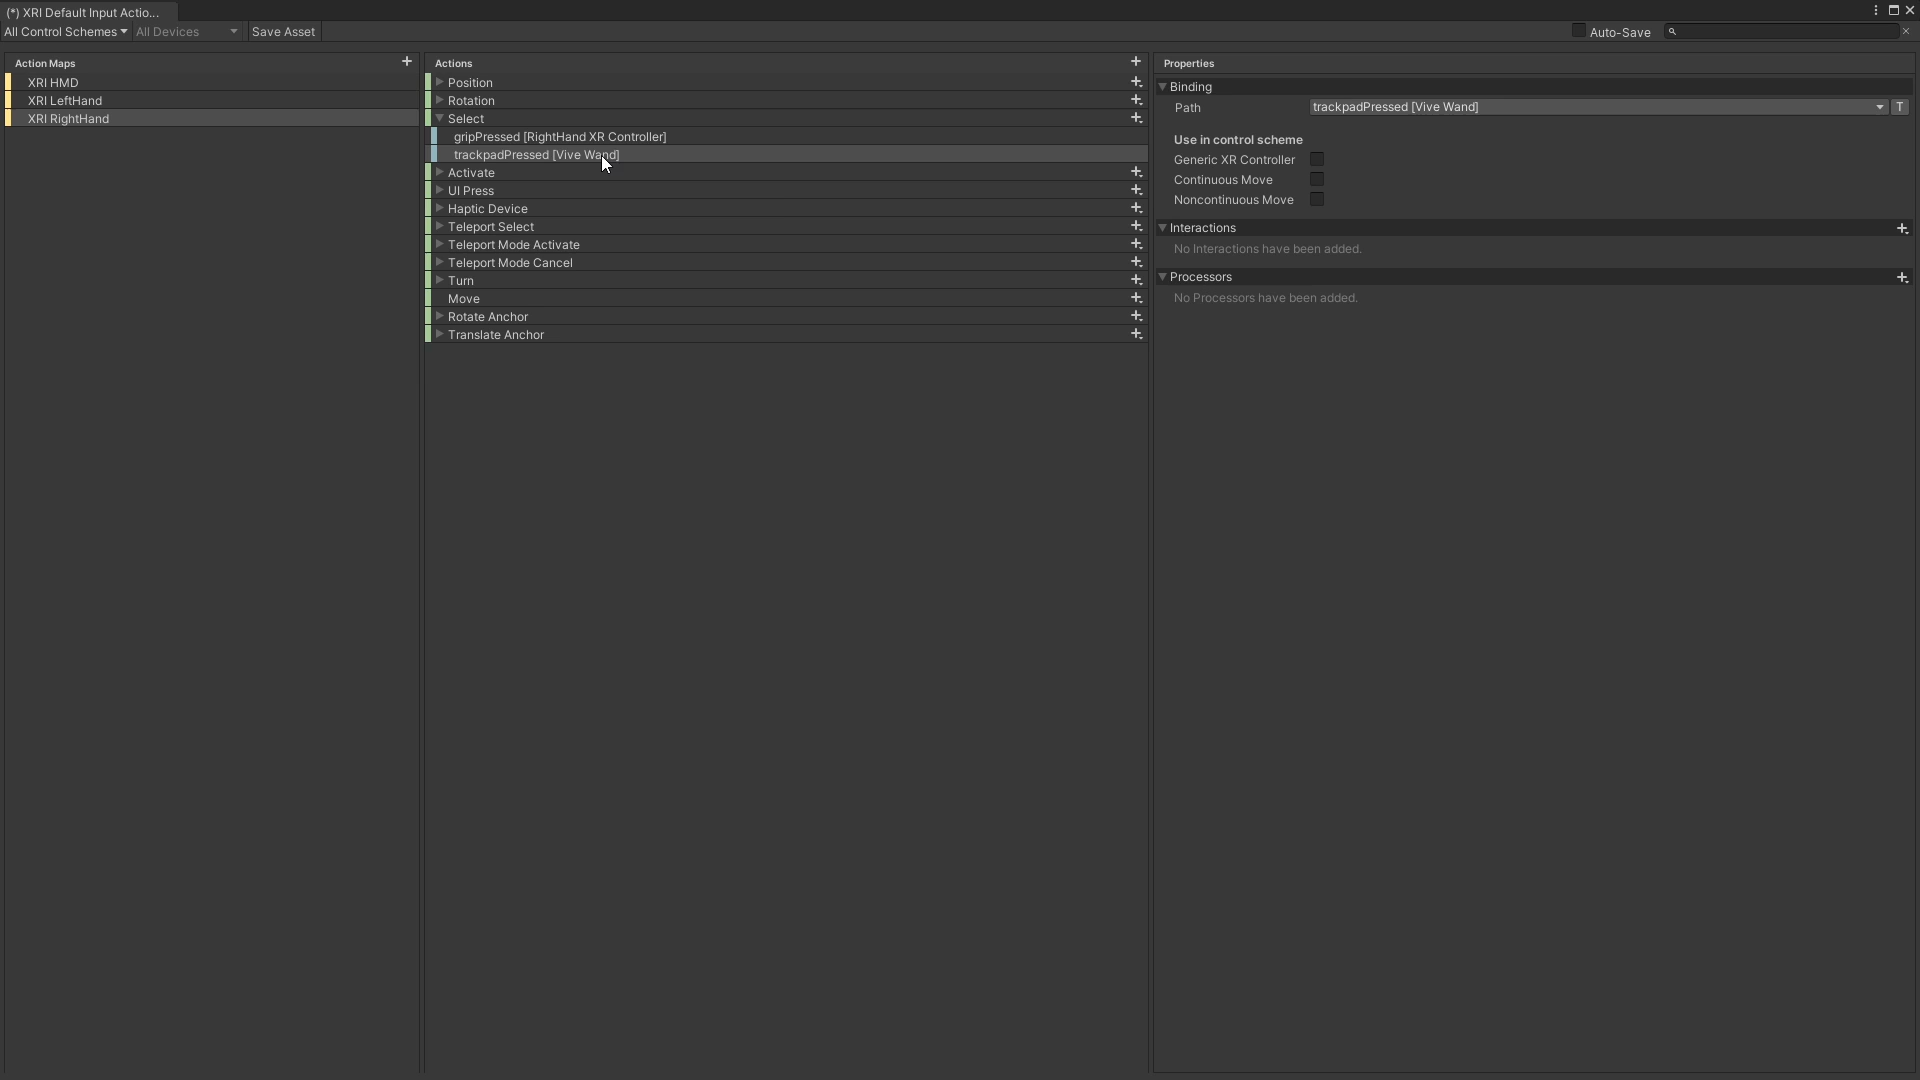 (*) XRI Default Input Actio...
All Control Schemes
All Devices
Save Asset
Auto-Save
Action Maps
XRI HMD
XRI LeftHand
XRI RightHand
Actions
Position
Rotation
Select
gripPressed [RightHand XR Controller]
trackpadPressed [Vive Wand]
Activate
UI Press
Haptic Device
Teleport Select
Teleport Mode Activate
Teleport Mode Cancel
Turn
Move
Rotate Anchor
Translate Anchor
Properties
Binding
Path trackpadPressed [Vive Wand] T
Use in control scheme
Generic XR Controller
Continuous Move
Noncontinuous Move
Interactions
No Interactions have been added.
Processors
No Processors have been added.